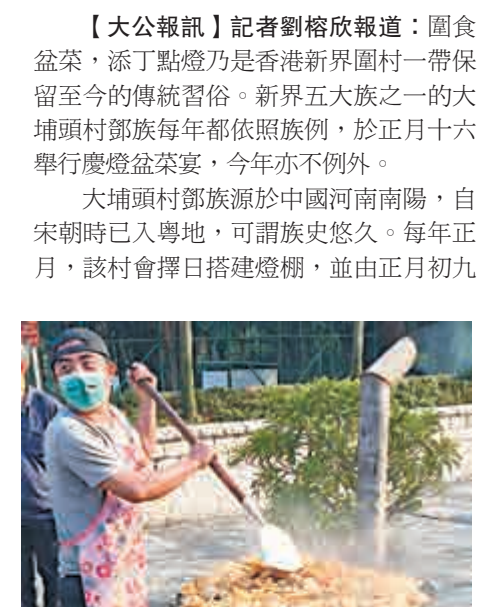 【大公報訊】記者劉榕欣報道：圍食
盆菜，添丁點燈乃是香港新界圍村一帶保
留至今的傳統習俗。新界五大族之一的大
埔頭村鄧族每年都依照族例，於正月十六
舉行慶燈盆菜宴，今年亦不例外。
大埔頭村鄧族源於中國河南南陽，自
宋朝時已入粵地，可謂族史悠久。每年正
月，該村會擇日搭建燈棚，並由正月初九